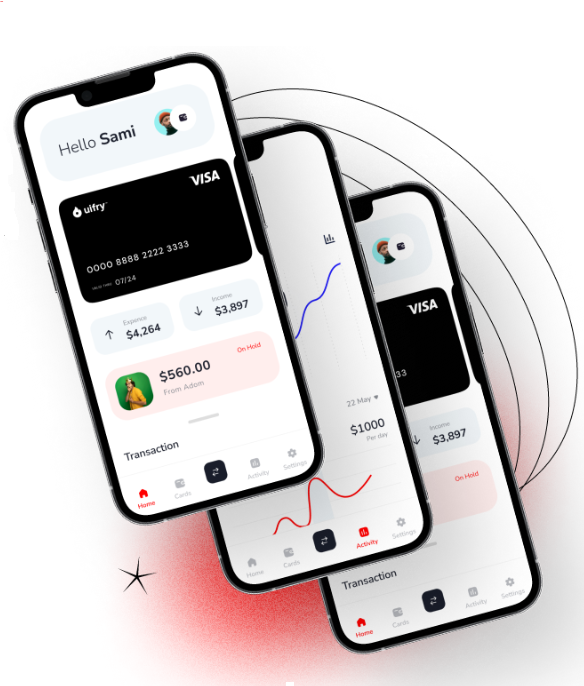 Hello Sami
uifry™
VISA
0000 8888 2222 3333
VALID THRU 07/24
Expence
$4,264
Income
$3,897
$560.00
From Adom
On Hold
Transaction
Home
Cards
Activity
Settings
22 May
$1000
Per day
Home
Cards
Activity
Settings
VISA
33
Income
$3,897
On Hold
Transaction
Home
Cards
Activity
Settings